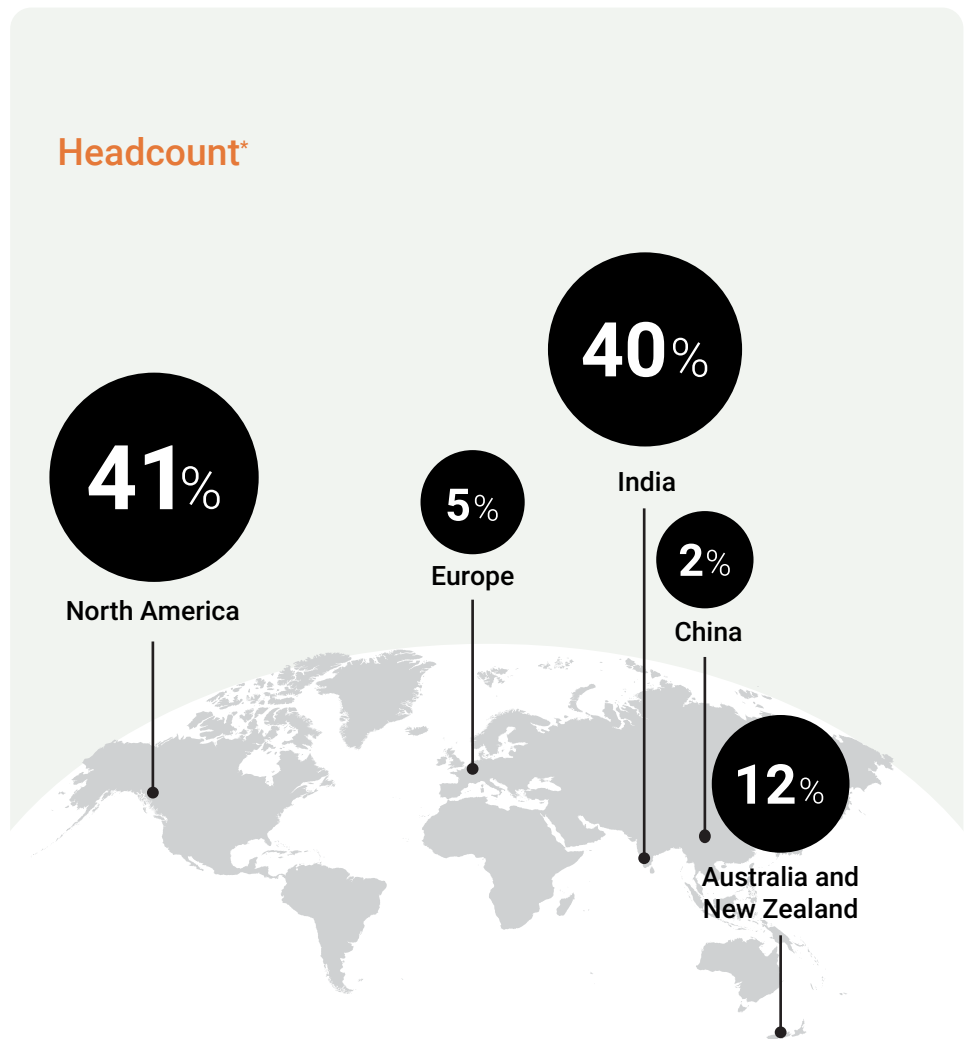 Headcount*
40%
41%
India
5%
2%
Europe
North America
China
12%
Australia and
New Zealand